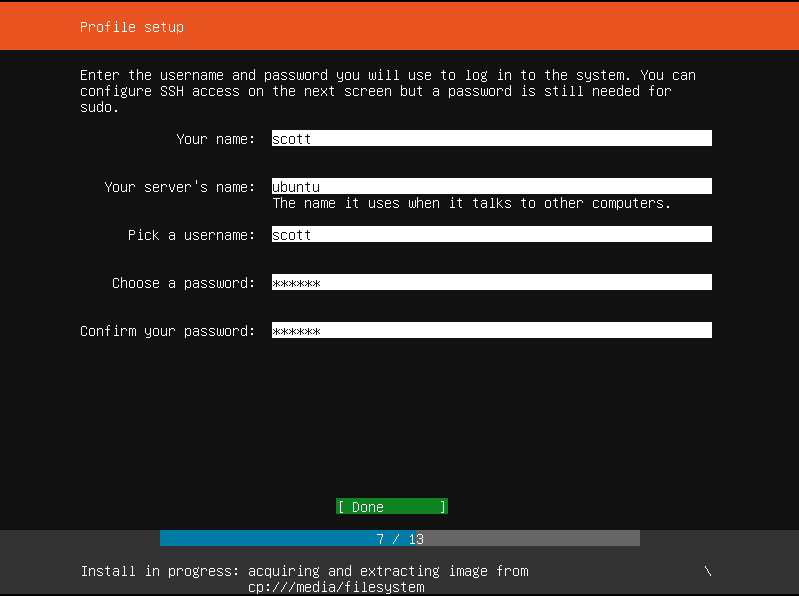 Profile setup
Enter the username and password you will use to log in to the system. You can
configure SSH access on the next screen but a password is still needed for
sudo.
Your name: scott
Your server's name: ubuntu
The name it uses when it talks to other computers.
Pick a username: scott
Choose a password: ******
Confirm your password: ******
[ Done ]
7 / 13
Install in progress: acquiring and extracting image from \
cp:///media/filesystem